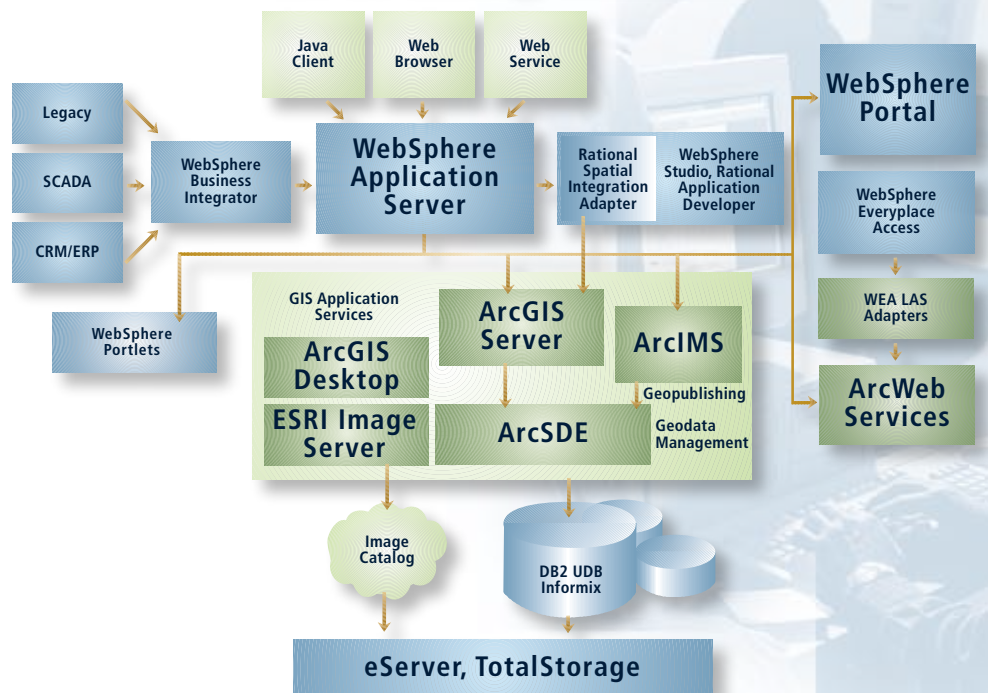 Java
Client
Web
Browser
Web
Service
Legacy
SCADA
CRM/ERP
WebSphere
Business
Integrator
WebSphere
Application
Server
Rational
Spatial
Integration
Adapter
WebSphere
Studio, Rational
Application
Developer
WebSphere
Portal
WebSphere
Everyplace
Access
WEA LAS
Adapters
ArcWeb
Services
WebSphere
Portlets
GIS Application
Services
ArcGIS
Desktop
ESRI Image
Server
ArcGIS
Server
ArcIMS
Geopublishing
ArcSDE
Geodata
Management
Image
Catalog
DB2 UDB
Informix
eServer, TotalStorage